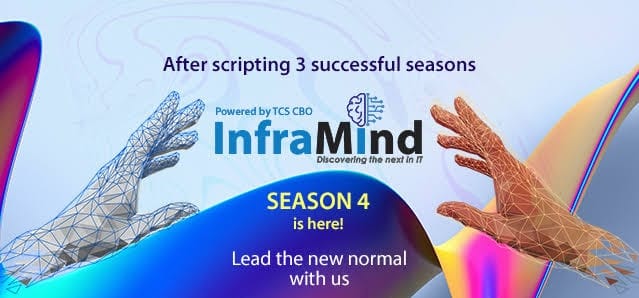 After scripting 3 successful seasons
Powered by TCS CBO
InfraMind
Discovering the next in IT
SEASON 4
is here!
Lead the new normal
with us